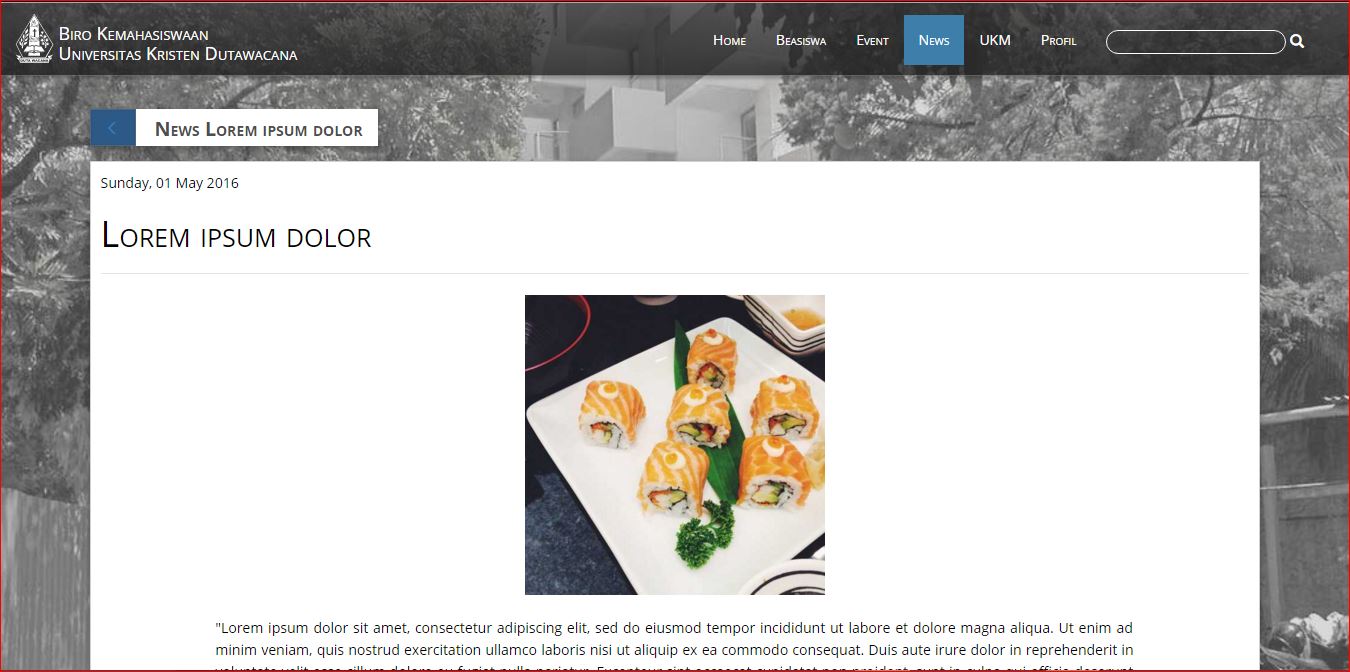 Biro Kemahasiswaan
Universitas Kristen Dutawacana
Home Beasiswa Event News UKM Profil
News Lorem ipsum dolor
Sunday, 01 May 2016
Lorem ipsum dolor
"Lorem ipsum dolor sit amet, consectetur adipiscing elit, sed do eiusmod tempor incididunt ut labore et dolore magna aliqua. Ut enim ad
minim veniam, quis nostrud exercitation ullamco laboris nisi ut aliquip ex ea commodo consequat. Duis aute irure dolor in reprehenderit in